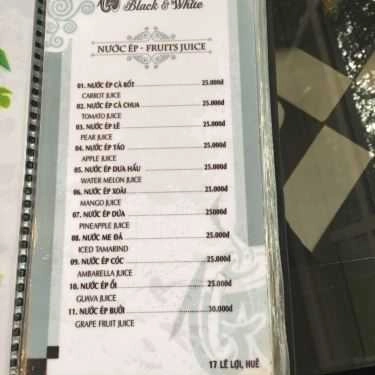 Black & White
NƯỚC ÉP - FRUITS JUICE
01. NƯỚC ÉP CÀ RỐT 25.000đ
CARROT JUICE
02. NƯỚC ÉP CÀ CHUA 25.000đ
TOMATO JUICE
03. NƯỚC ÉP LÊ 25.000đ
PEAR JUICE
04. NƯỚC ÉP TÁO 25.000đ
APPLE JUICE
05. NƯỚC ÉP DƯA HẤU 25.000đ
WATER MELON JUICE
06. NƯỚC ÉP XOÀI 25.000đ
MANGO JUICE
07. NƯỚC ÉP DỨA 25000đ
PINEAPPLE JUICE
08. NƯỚC ME ĐÁ 25.000đ
ICED TAMARIND
09. NƯỚC ÉP CÓC 25.000đ
AMBARELLA JUICE
10. NƯỚC ÉP ỔI 25.000đ
GUAVA JUICE
11. NƯỚC ÉP BƯỞI 30.000đ
GRAPE FRUIT JUICE
17 LÊ LỢI, HUẾ